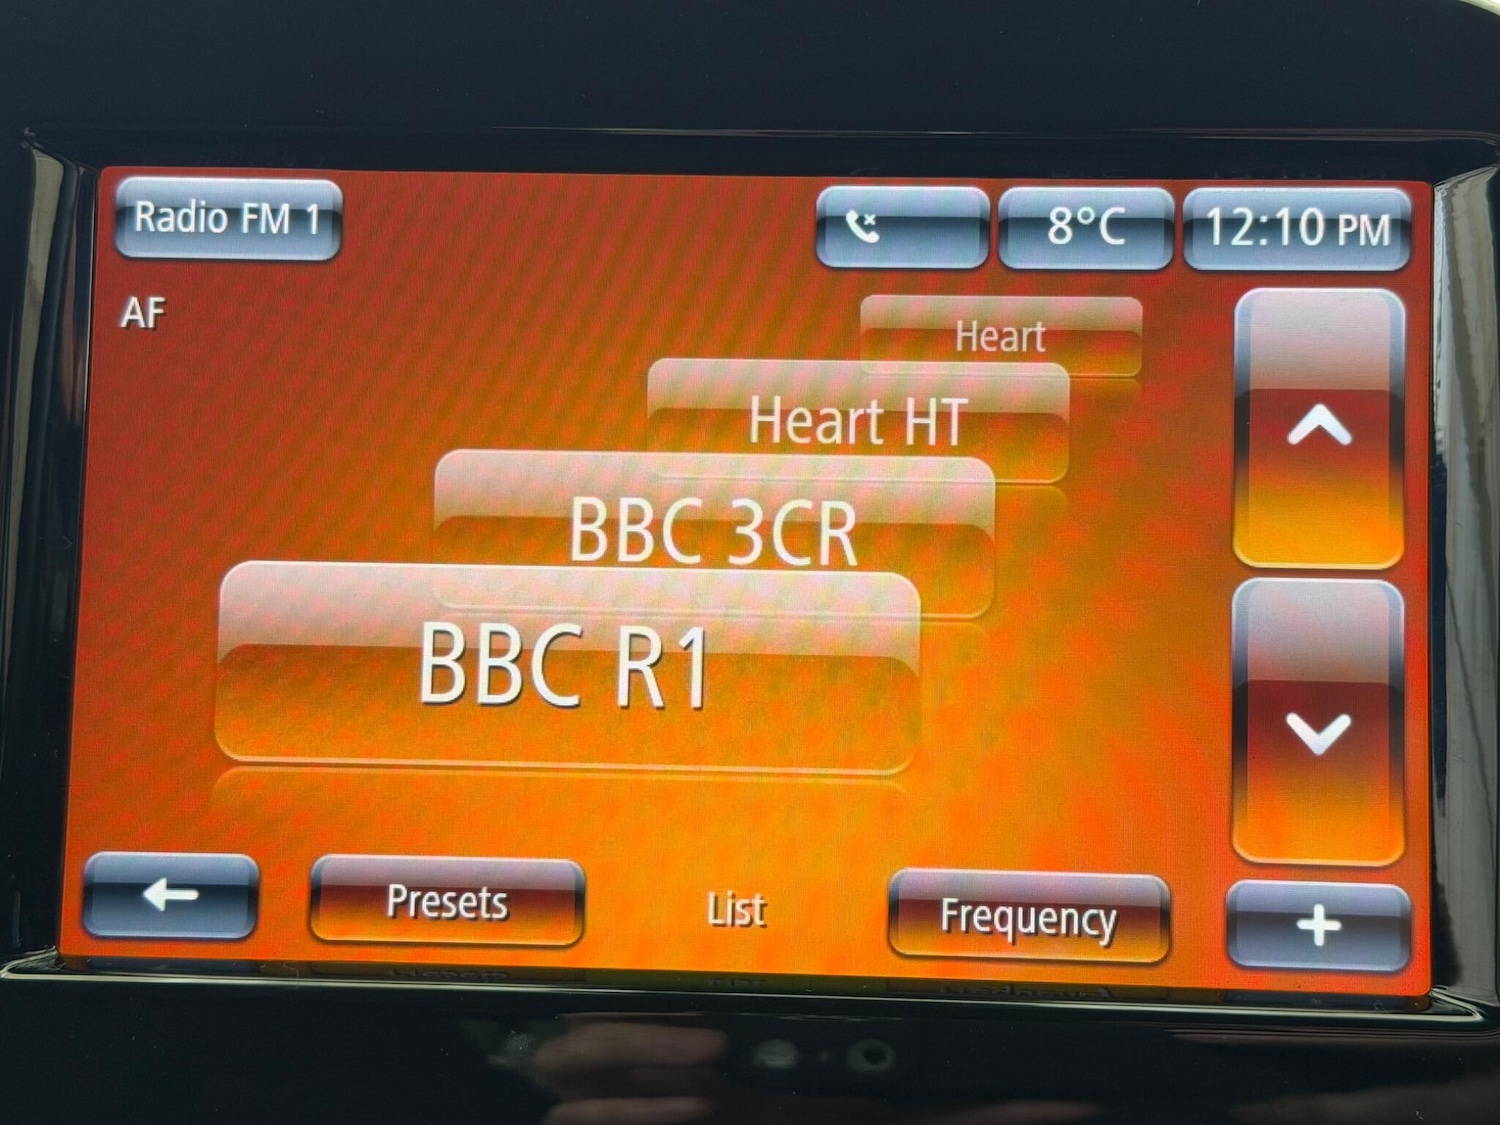 Radio FM 1
8°C
12:10 PM
AF
Heart
Heart HT
BBC 3CR
BBC R1
Presets
List
Frequency